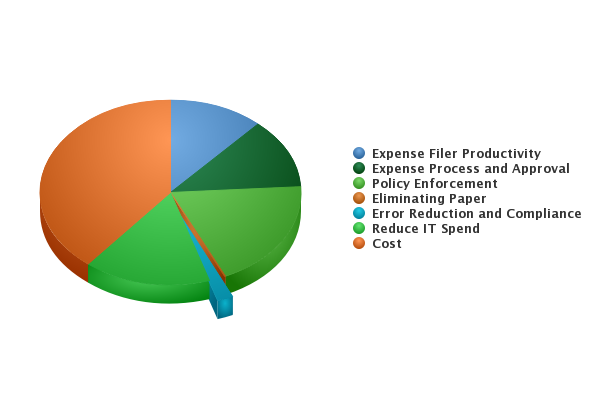 Expense Filer Productivity
Expense Process and Approval
Policy Enforcement
Eliminating Paper
Error Reduction and Compliance
Reduce IT Spend
Cost